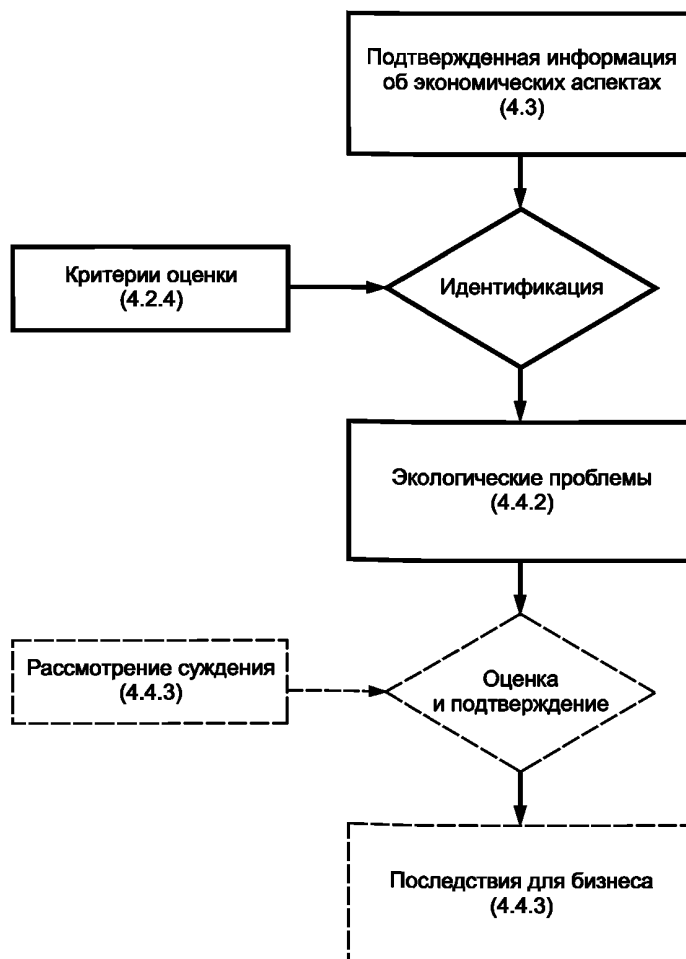 Подтвержденная информация
об экономических аспектах
(4.3)
Критерии оценки
(4.2.4)
Идентификация
Экологические проблемы
(4.4.2)
Рассмотрение суждения
(4.4.3)
Оценка
и подтверждение
Последствия для бизнеса
(4.4.3)